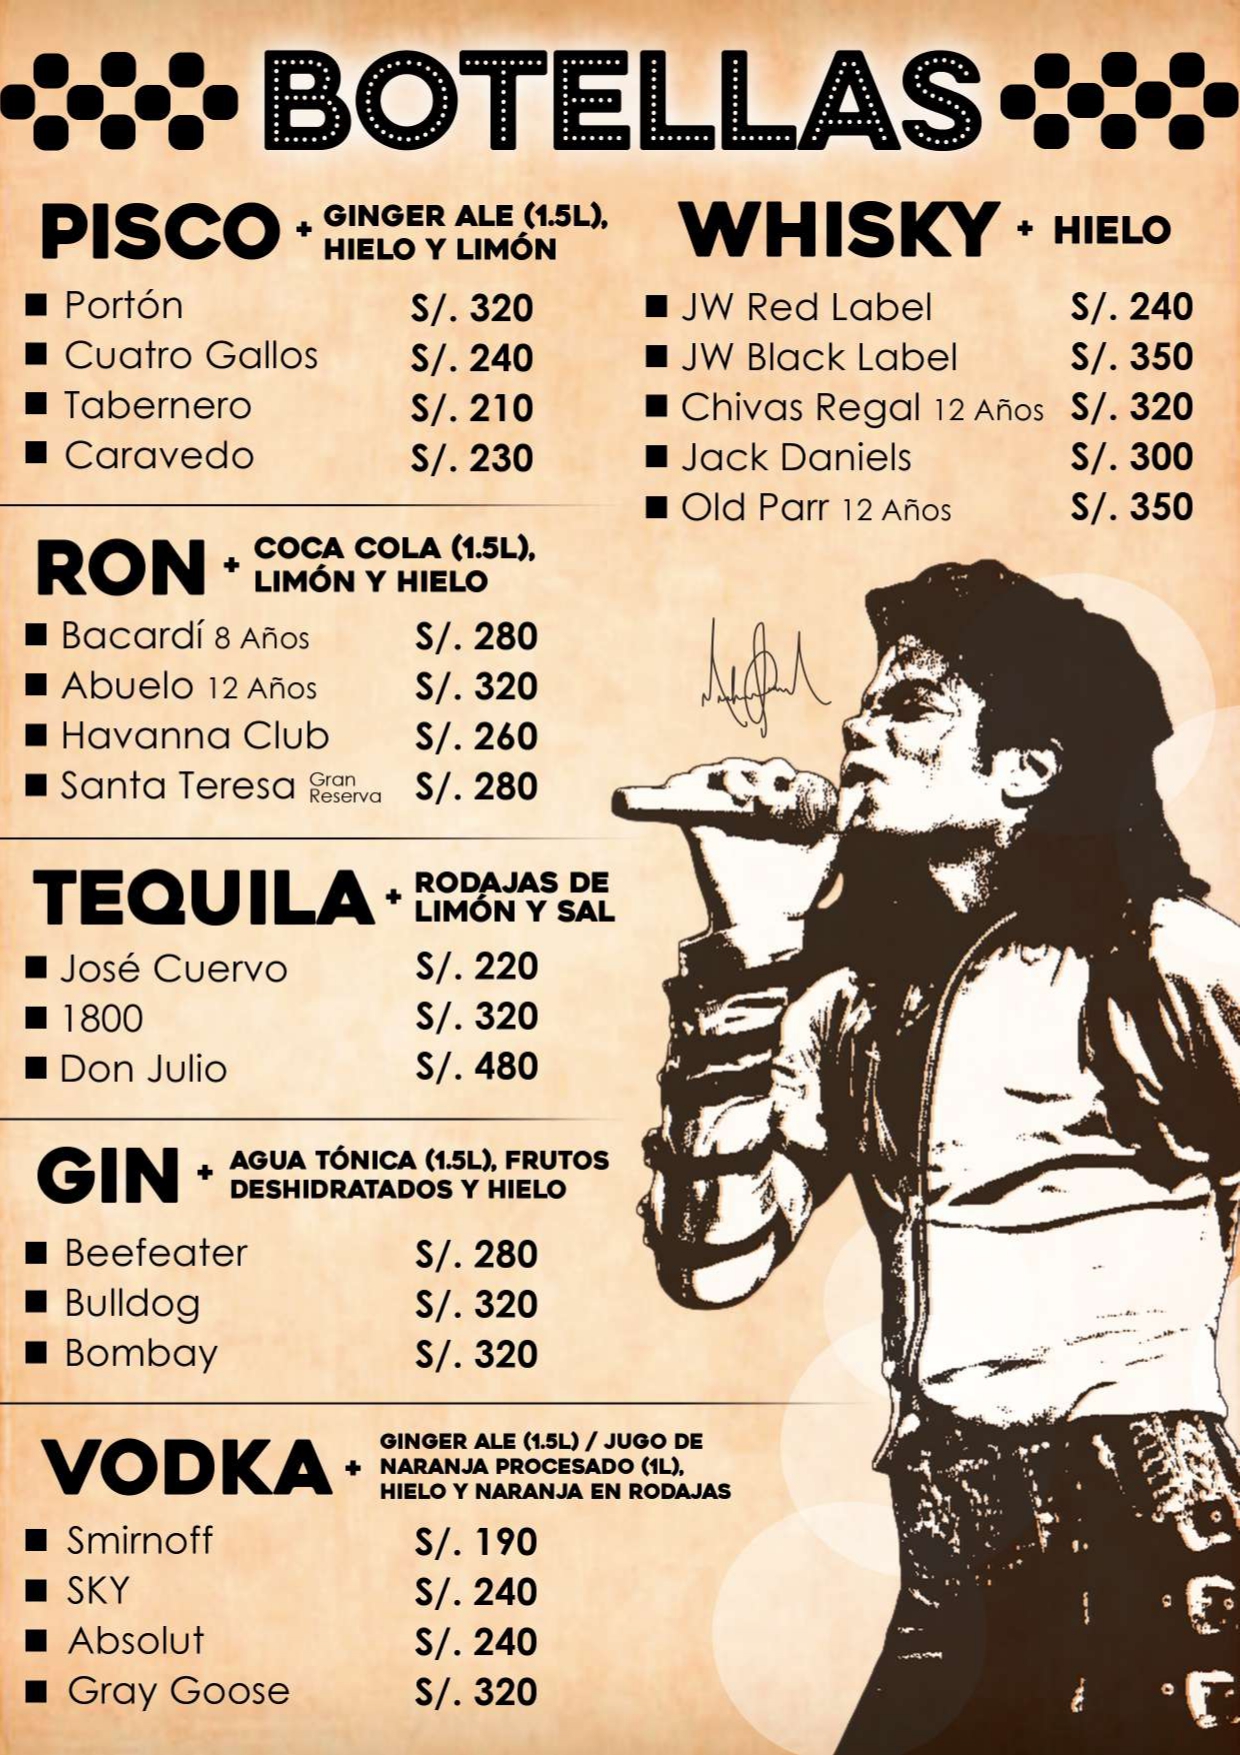 BOTELLAS
PISCO + GINGER ALE (1.5L),
HIELO Y LIMÓN
Portón S/. 320
Cuatro Gallos S/. 240
Tabernero S/. 210
Caravedo S/. 230
RON + COCA COLA (1.5L),
LIMÓN Y HIELO
Bacardí 8 Años S/. 280
Abuelo 12 Años S/. 320
Havanna Club S/. 260
Santa Teresa Gran Reserva S/. 280
TEQUILA + RODAJAS DE
LIMÓN Y SAL
José Cuervo S/. 220
1800 S/. 320
Don Julio S/. 480
GIN + AGUA TÓNICA (1.5L), FRUTOS
DESHIDRATADOS Y HIELO
Beefeater S/. 280
Bulldog S/. 320
Bombay S/. 320
VODKA + GINGER ALE (1.5L) / JUGO DE
NARANJA PROCESADO (1L),
HIELO Y NARANJA EN RODAJAS
Smirnoff S/. 190
SKY S/. 240
Absolut S/. 240
Gray Goose S/. 320
WHISKY + HIELO
JW Red Label S/. 240
JW Black Label S/. 350
Chivas Regal 12 Años S/. 320
Jack Daniels S/. 300
Old Parr 12 Años S/. 350